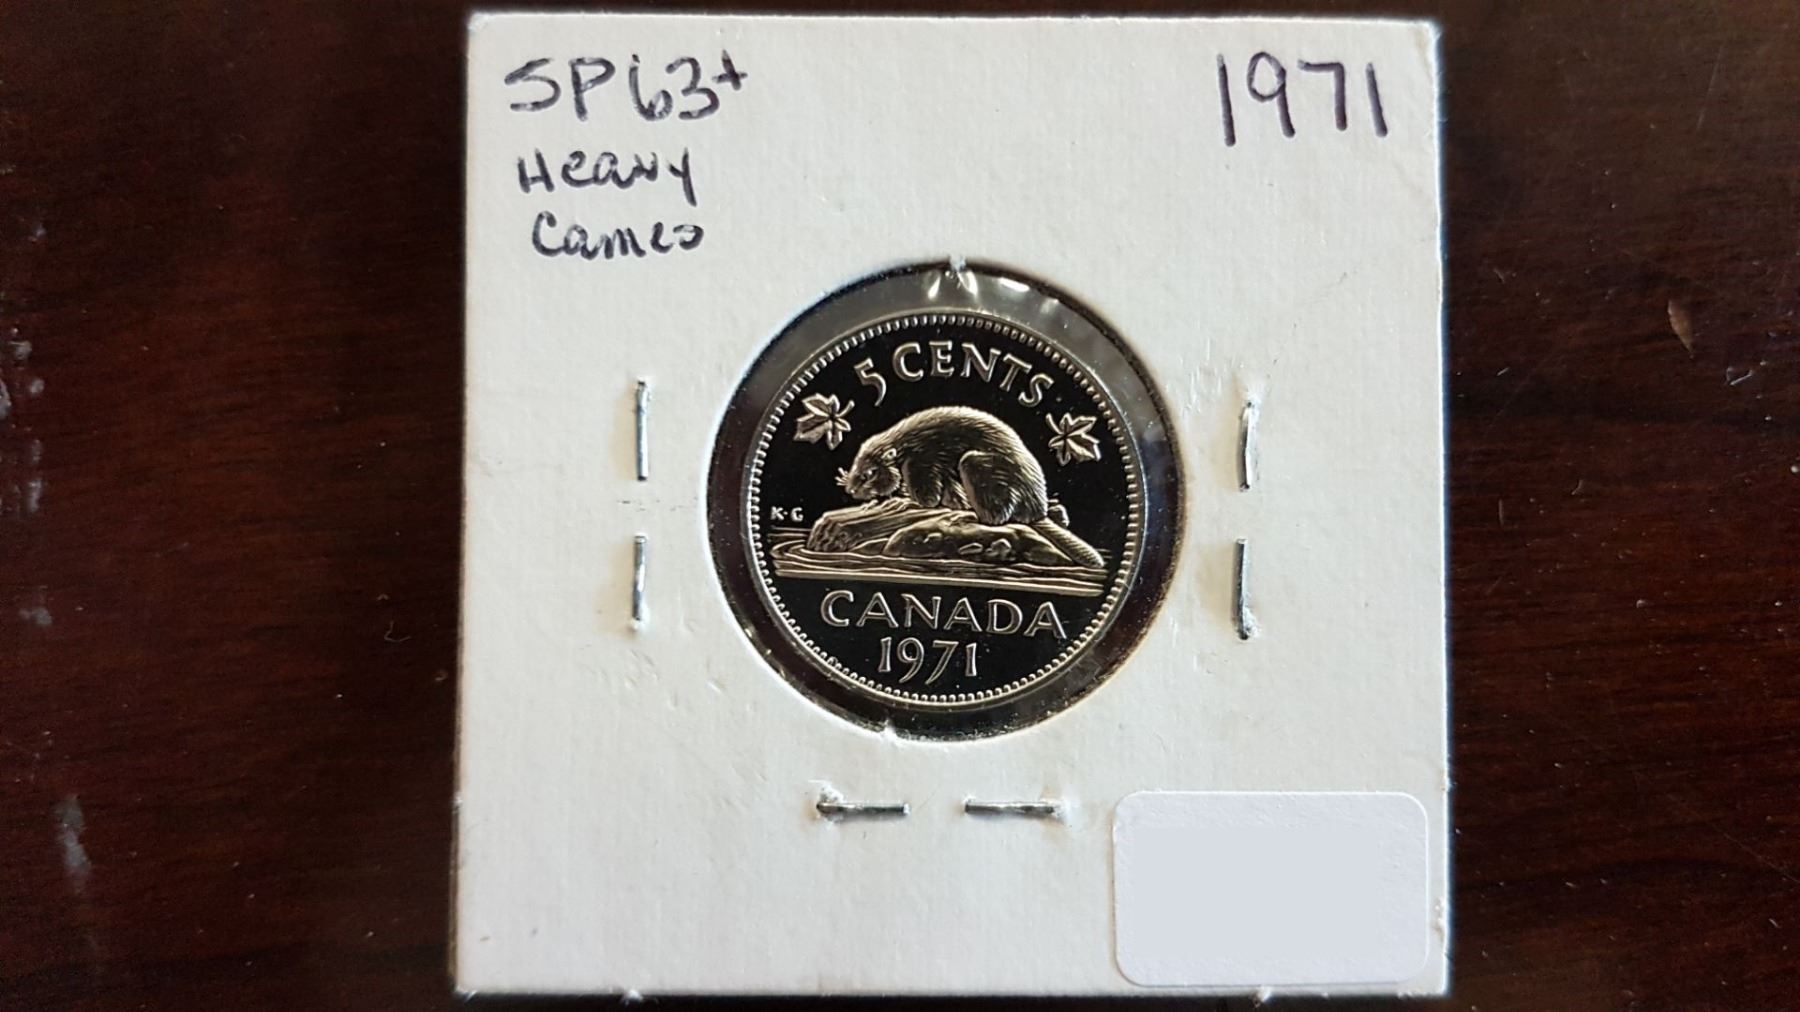 SP63+
1971
Heavy
Cameo
5 CENTS
K·G
CANADA
1971